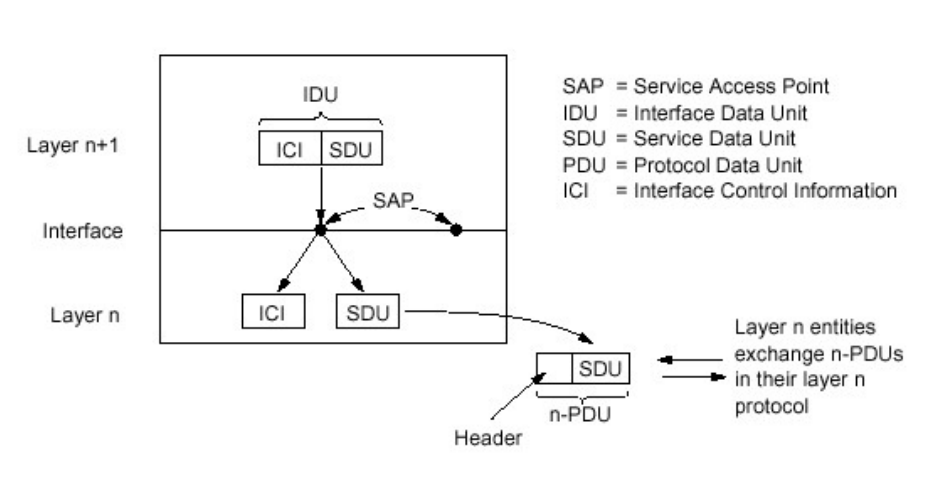 IDU
Layer n+1
ICI
SDU
SAP = Service Access Point
IDU = Interface Data Unit
SDU = Service Data Unit
PDU = Protocol Data Unit
ICI = Interface Control Information
SAP
Interface
Layer n
ICI
SDU
SDU
n-PDU
Header
Layer n entities
exchange n-PDUs
in their layer n
protocol